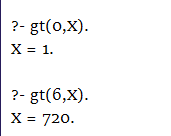 ?- gt(0,X).
X = 1.
?- gt(6,X).
X = 720.